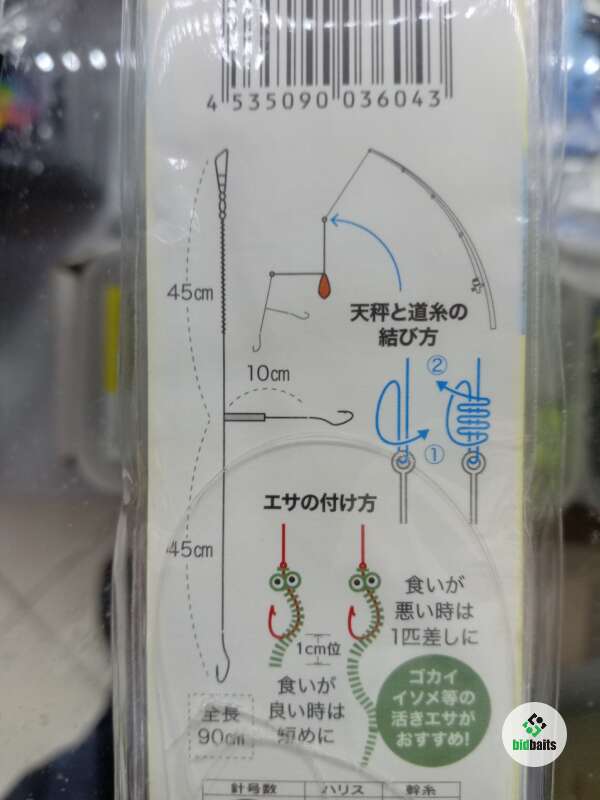 4 535090 036043
45cm
10cm
天秤と道糸の
結び方
②
①
エサの付け方
45cm
1cm位
食いが
悪い時は
1匹差しに
食いが
良い時は
短めに
全長
90cm
ゴカイ
イソメ等の
活きエサが
おすすめ!
bidbaits
針号数 ハリス 幹糸